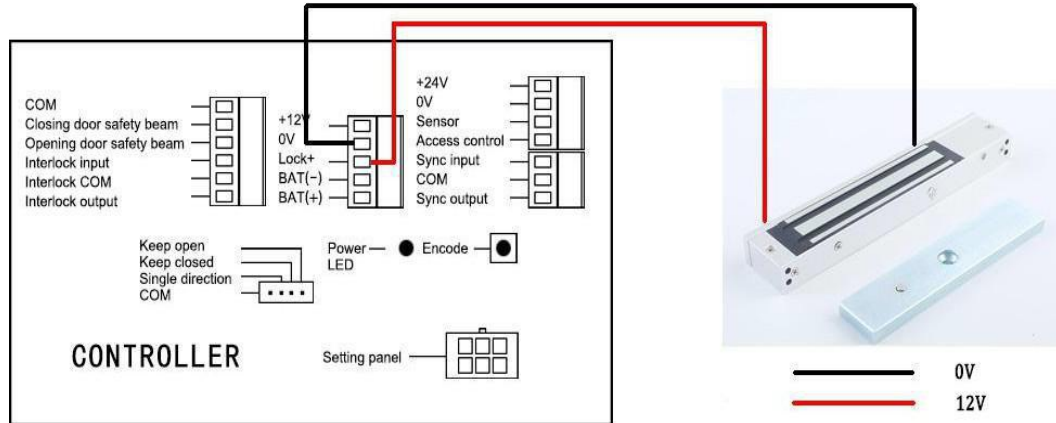 COM
Closing door safety beam
Opening door safety beam
Interlock input
Interlock COM
Interlock output
+12V
0V
Lock+
BAT(-)
BAT(+)
+24V
0V
Sensor
Access control
Sync input
COM
Sync output
Keep open
Keep closed
Single direction
COM
Power
LED
Encode
CONTROLLER
Setting panel
0V
12V